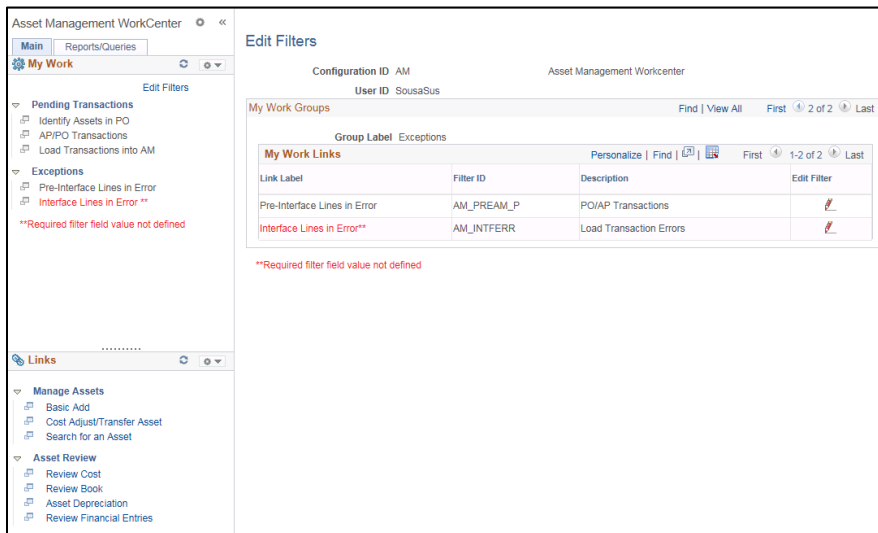 Asset Management WorkCenter
Main Reports/Queries
My Work
Edit Filters
Pending Transactions
Identify Assets in PO
AP/PO Transactions
Load Transactions into AM
Exceptions
Pre-Interface Lines in Error
Interface Lines in Error **
**Required filter field value not defined
Links
Manage Assets
Basic Add
Cost Adjust/Transfer Asset
Search for an Asset
Asset Review
Review Cost
Review Book
Asset Depreciation
Review Financial Entries
Edit Filters
Configuration ID AM Asset Management Workcenter
User ID SousaSus
My Work Groups Find | View All First 2 of 2 Last
Group Label Exceptions
My Work Links Personalize | Find | First 1-2 of 2 Last
Link Label Filter ID Description Edit Filter
Pre-Interface Lines in Error AM_PREAM_P PO/AP Transactions
Interface Lines in Error** AM_INTFERR Load Transaction Errors
**Required filter field value not defined